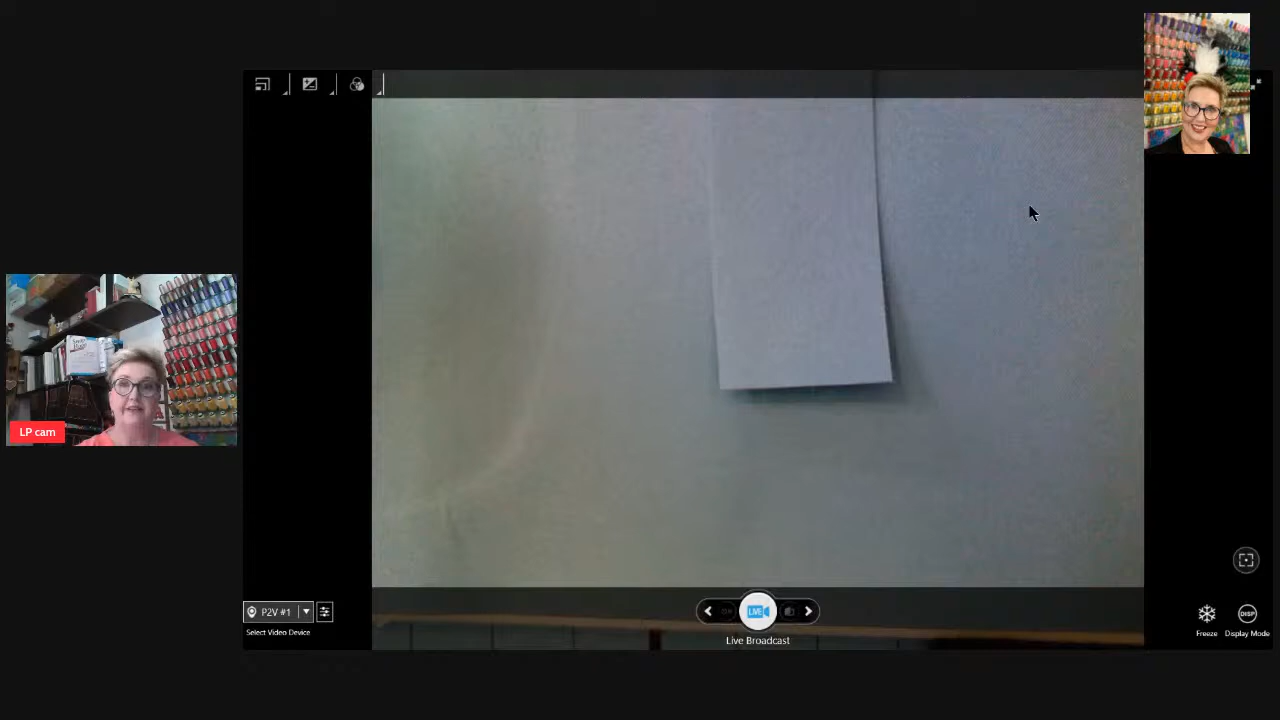 LP cam
P2V #1
Select Video Device
LIVE
Live Broadcast
Freeze
DISP
Display Mode